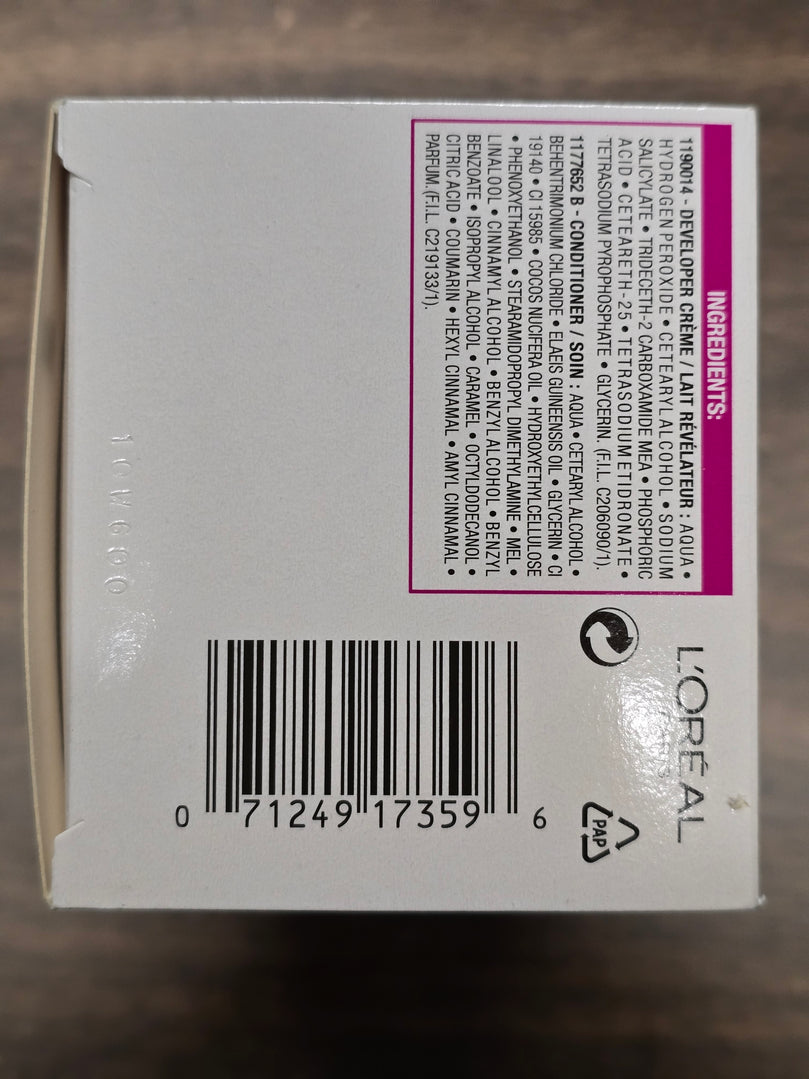 INGREDIENTS:
1190014 - DEVELOPER CRÈME / LAIT RÉVÉLATEUR : AQUA •
HYDROGEN PEROXIDE • CETEARYL ALCOHOL • SODIUM
SALICYLATE • TRIDECETH-2 CARBOXAMIDE MEA • PHOSPHORIC
ACID • CETEARETH-25 • TETRASODIUM ETIDRONATE •
TETRASODIUM PYROPHOSPHATE • GLYCERIN. (F.I.L. C206090/1).
1177652 B - CONDITIONER / SOIN : AQUA • CETEARYL ALCOHOL •
BEHENTRIMONIUM CHLORIDE • ELAEIS GUINEENSIS OIL • GLYCERIN • CI
19140 • CI 15985 • COCOS NUCIFERA OIL • HYDROXYETHYLCELLULOSE
• PHENOXYETHANOL • STEARAMIDOPROPYL DIMETHYLAMINE • MEL •
LINALOOL • CINNAMYL ALCOHOL • BENZYL ALCOHOL • BENZYL
BENZOATE • ISOPROPYL ALCOHOL • CARAMEL • OCTYLDODECANOL •
CITRIC ACID • COUMARIN • HEXYL CINNAMAL • AMYL CINNAMAL •
PARFUM. (F.I.L. C219133/1).
L'ORÉAL
PARIS
PAP
0 71249 17359 6
10W600